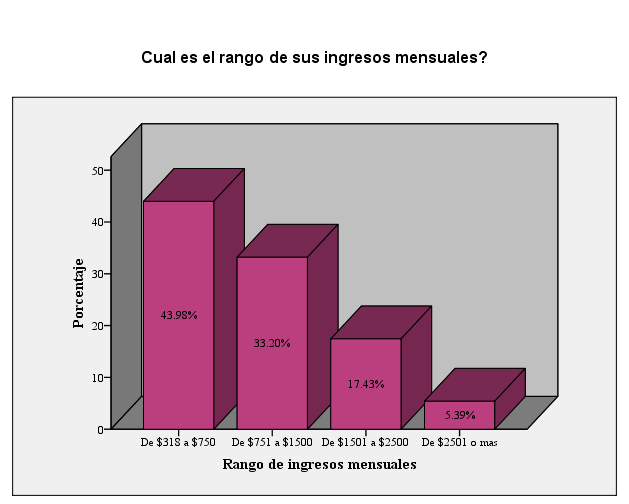 Cual es el rango de sus ingresos mensuales?
Porcentaje
50
40
30
20
10
0
43.98%
33.20%
17.43%
5.39%
De $318 a $750
De $751 a $1500
De $1501 a $2500
De $2501 o mas
Rango de ingresos mensuales